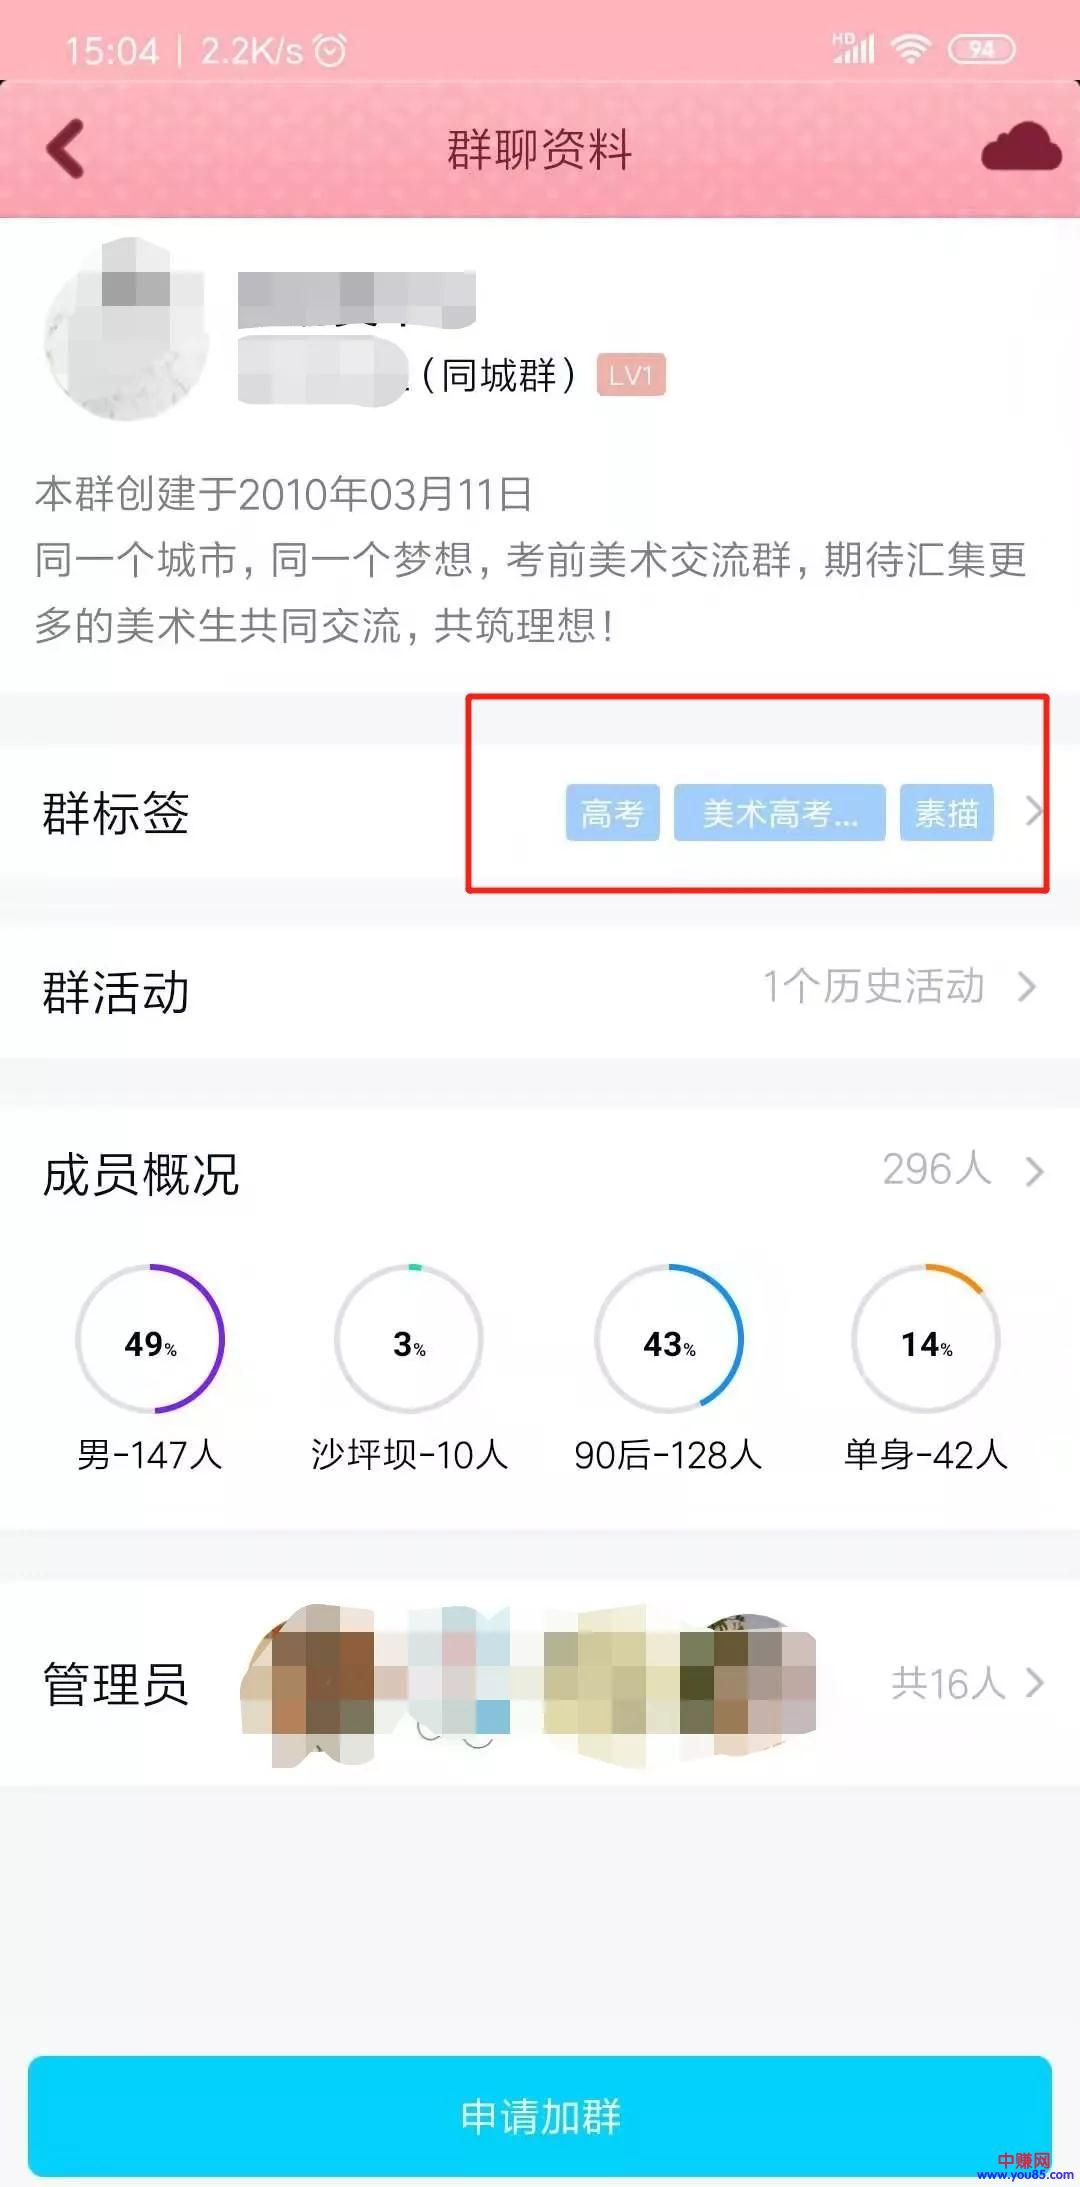 15:04 | 2.2K/s
HD 94
群聊资料
（同城群） LV1
本群创建于2010年03月11日
同一个城市，同一个梦想，考前美术交流群，期待汇集更
多的美术生共同交流，共筑理想！
群标签 高考 美术高考... 素描
群活动 1个历史活动
成员概况 296人
49% 3% 43% 14%
男-147人 沙坪坝-10人 90后-128人 单身-42人
管理员 共16人
申请加群
中赚网
www.you85.com